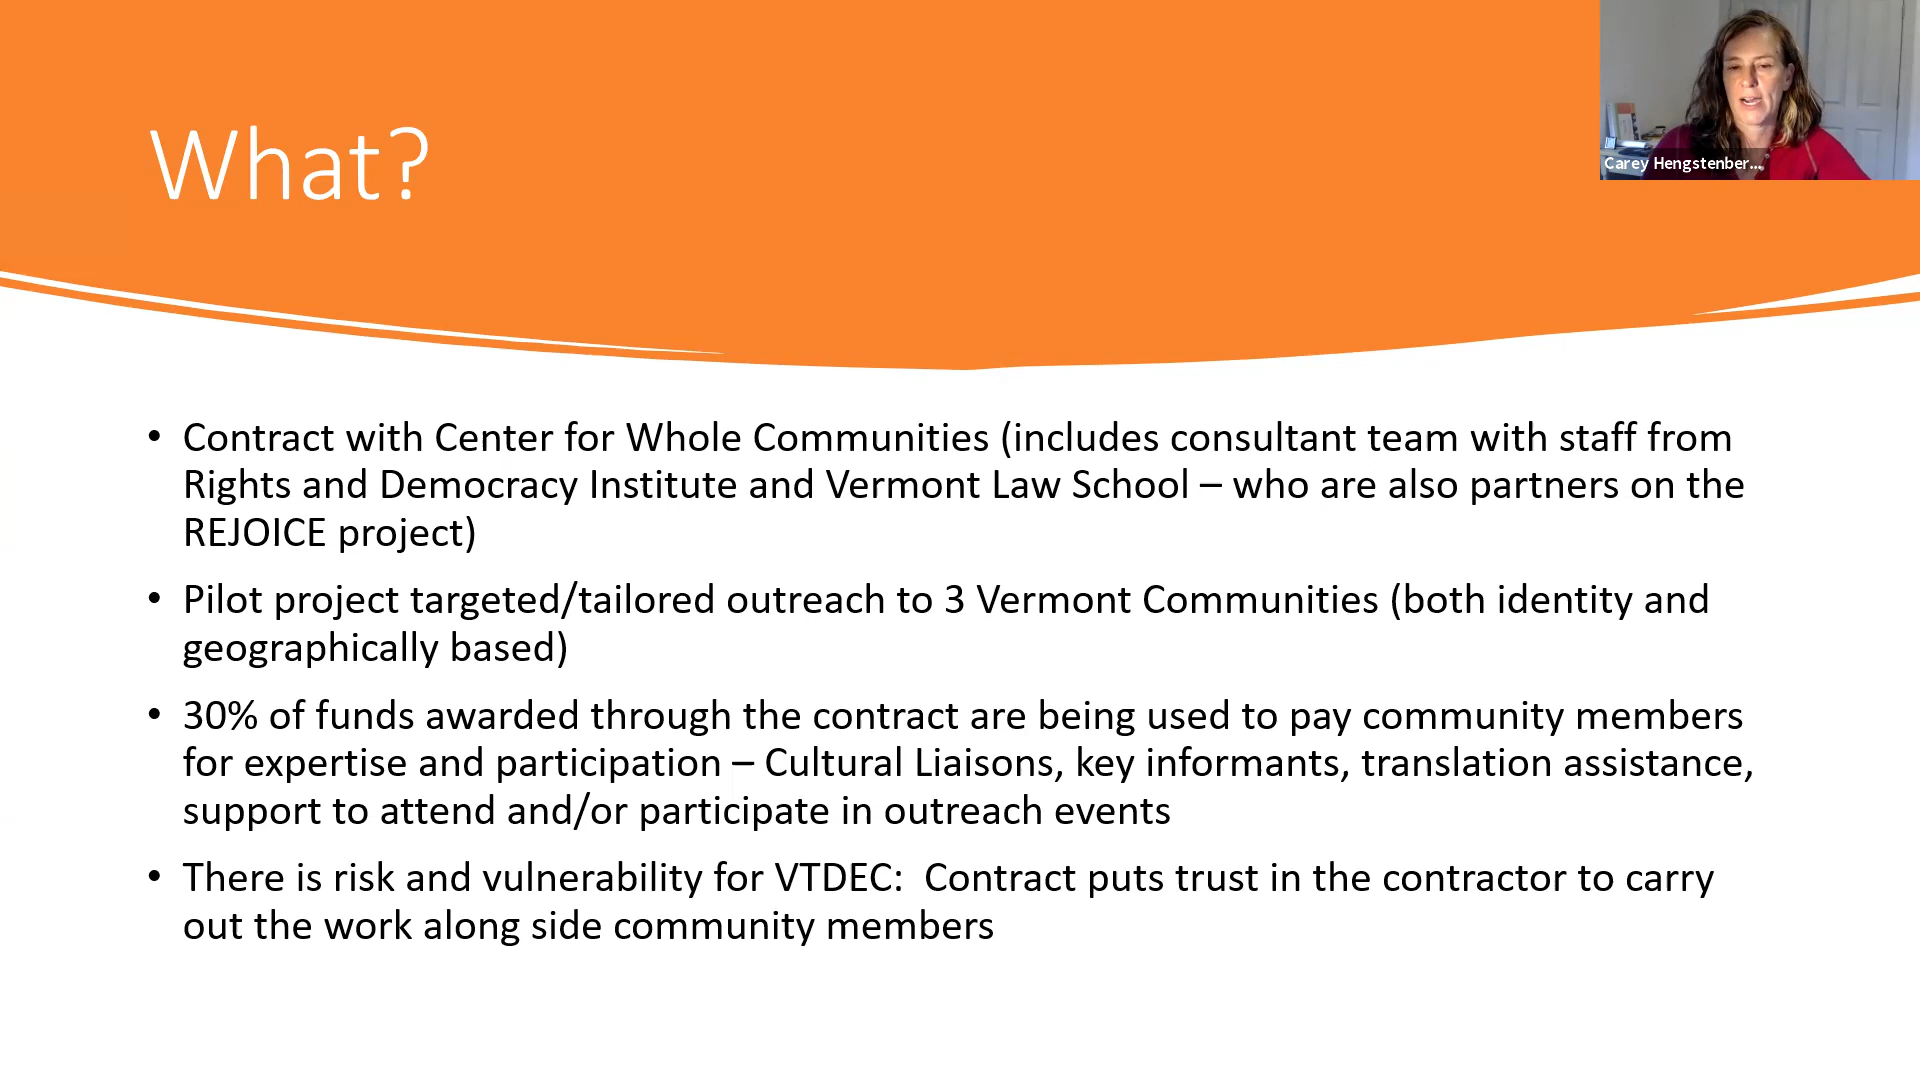 What?
Carey Hengstenber...
• Contract with Center for Whole Communities (includes consultant team with staff from
Rights and Democracy Institute and Vermont Law School – who are also partners on the
REJOICE project)
• Pilot project targeted/tailored outreach to 3 Vermont Communities (both identity and
geographically based)
• 30% of funds awarded through the contract are being used to pay community members
for expertise and participation – Cultural Liaisons, key informants, translation assistance,
support to attend and/or participate in outreach events
• There is risk and vulnerability for VTDEC:  Contract puts trust in the contractor to carry
out the work along side community members